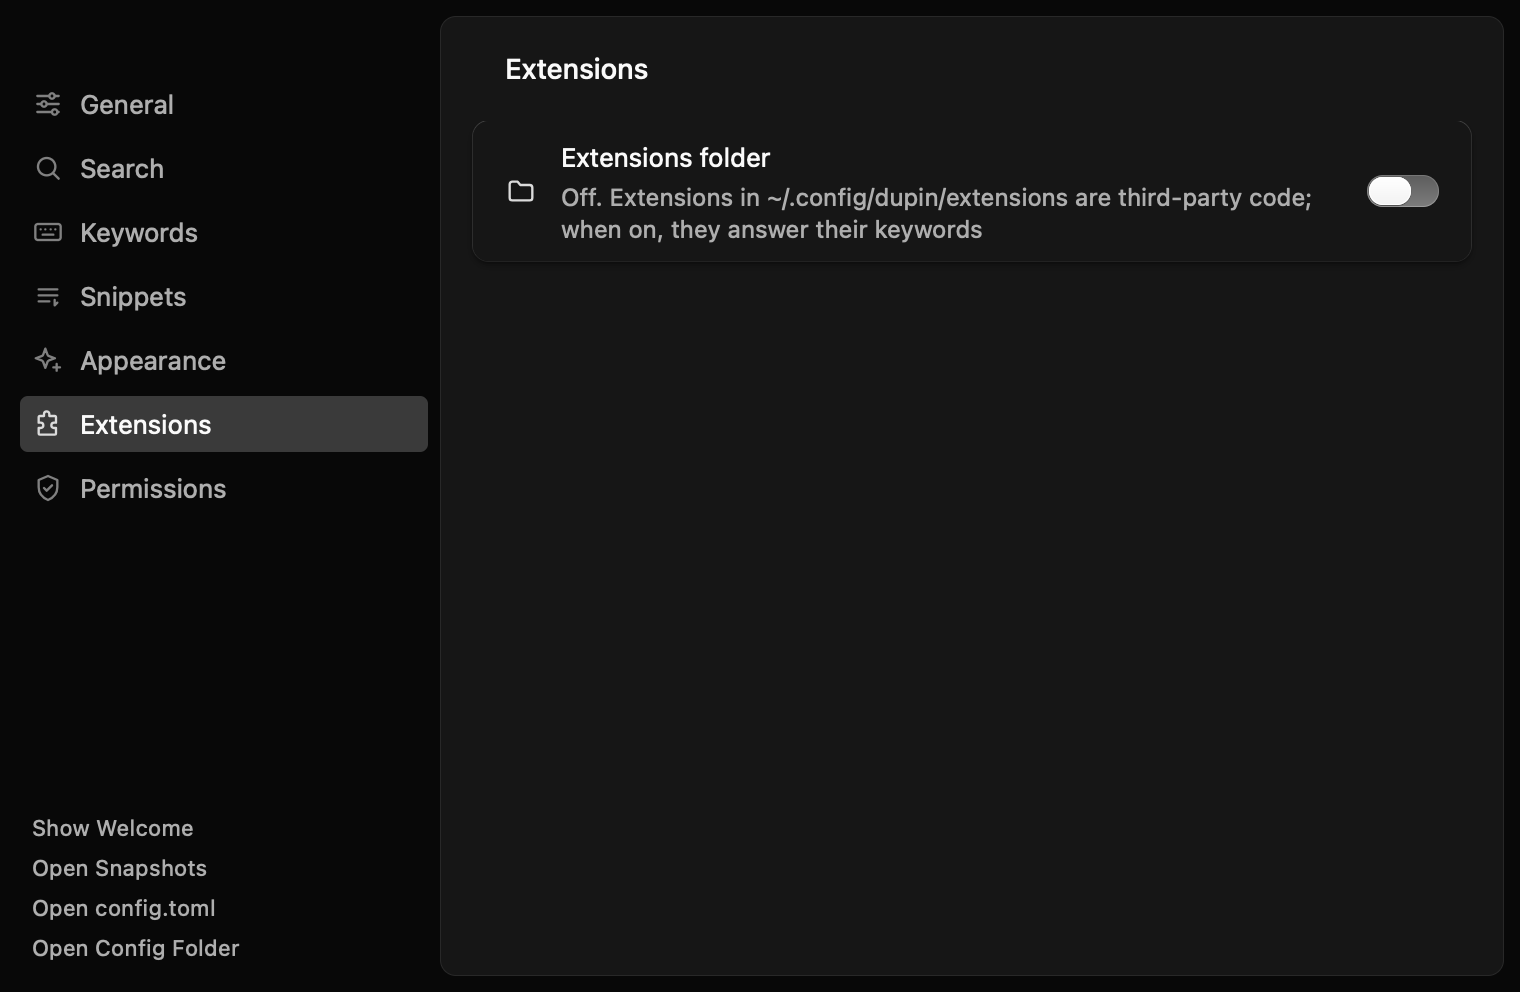 General
Search
Keywords
Snippets
Appearance
Extensions
Permissions
Show Welcome
Open Snapshots
Open config.toml
Open Config Folder
Extensions
Extensions folder
Off. Extensions in ~/.config/dupin/extensions are third-party code;
when on, they answer their keywords